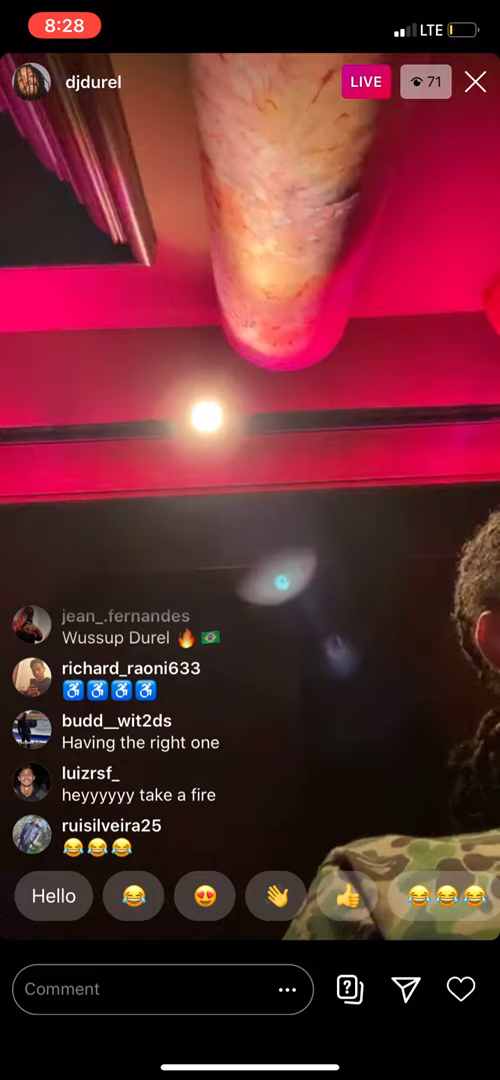 8:28
LTE
djdurel
LIVE
71
jean_.fernandes
Wussup Durel 🔥 🇧🇷
richard_raoni633
♿♿♿♿
budd__wit2ds
Having the right one
luizrsf_
heyyyyyy take a fire
ruisilveira25
😂😂😂
Hello 😂 😍 👋 👍 😂😂😂
Comment